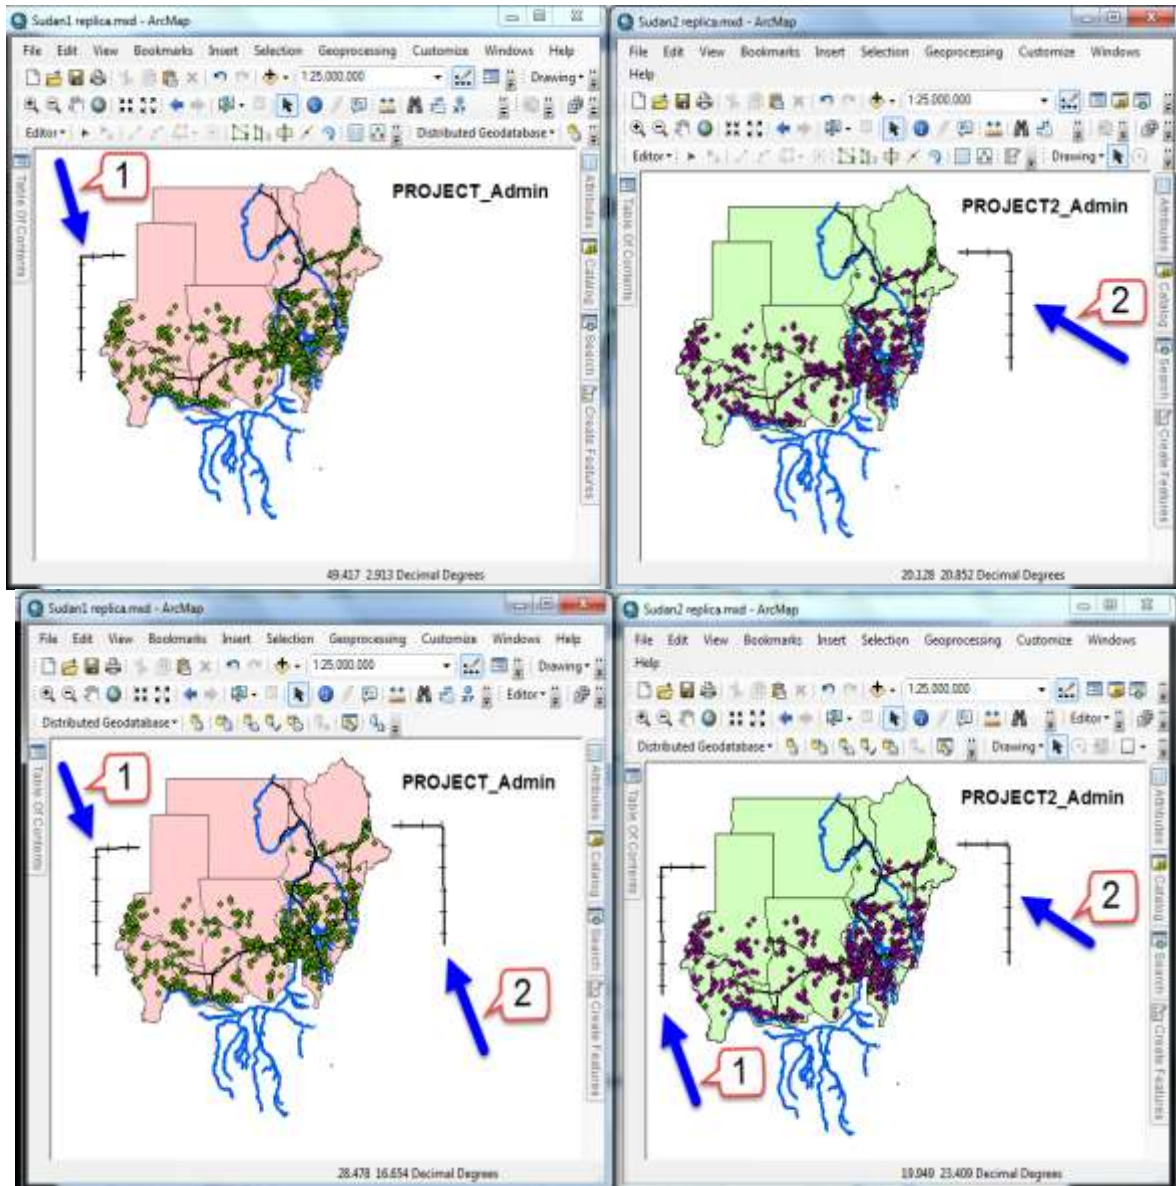 Sudan1 replica.mxd - ArcMap
File Edit View Bookmarks Insert Selection Geoprocessing Customize Windows Help
1:25,000,000
Drawing
Editor
Distributed Geodatabase
Table Of Contents
1
PROJECT_Admin
Attributes
Catalog
Search
Create Features
49.417 2.913 Decimal Degrees
Sudan2 replica.mxd - ArcMap
File Edit View Bookmarks Insert Selection Geoprocessing Customize Windows
Help
1:25,000,000
Editor
Drawing
Table Of Contents
PROJECT2_Admin
2
Attributes
Catalog
Search
Create Features
20.128 20.852 Decimal Degrees
Sudan1 replica.mxd - ArcMap
File Edit View Bookmarks Insert Selection Geoprocessing Customize Windows Help
1:25,000,000
Drawing
Editor
Distributed Geodatabase
Table Of Contents
1
PROJECT_Admin
2
Attributes
Catalog
Search
Create Features
28.478 16.654 Decimal Degrees
Sudan2 replica.mxd - ArcMap
File Edit View Bookmarks Insert Selection Geoprocessing Customize Windows
Help
1:25,000,000
Editor
Distributed Geodatabase
Drawing
Table Of Contents
PROJECT2_Admin
2
1
Attributes
Catalog
Search
Create Features
19.949 23.409 Decimal Degrees